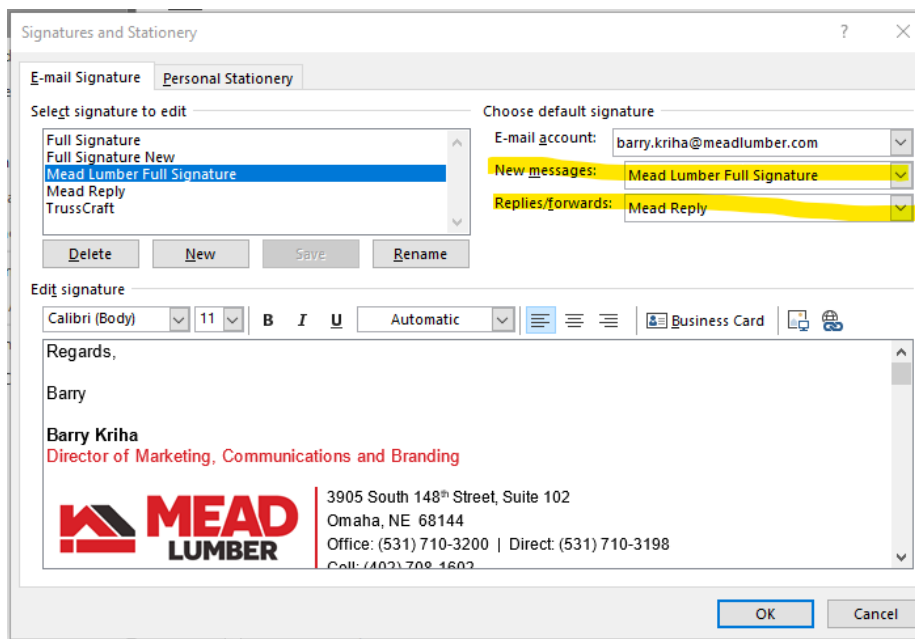 Signatures and Stationery
E-mail Signature
Personal Stationery
Select signature to edit
Full Signature
Full Signature New
Mead Lumber Full Signature
Mead Reply
TrussCraft
Delete
New
Save
Rename
Choose default signature
E-mail account:
barry.kriha@meadlumber.com
New messages:
Mead Lumber Full Signature
Replies/forwards:
Mead Reply
Edit signature
Calibri (Body)
11
B
I
U
Automatic
Business Card
Regards,
Barry
Barry Kriha
Director of Marketing, Communications and Branding
MEAD
LUMBER
3905 South 148th Street, Suite 102
Omaha, NE 68144
Office: (531) 710-3200 | Direct: (531) 710-3198
Cell: (402) 708-1602
OK
Cancel